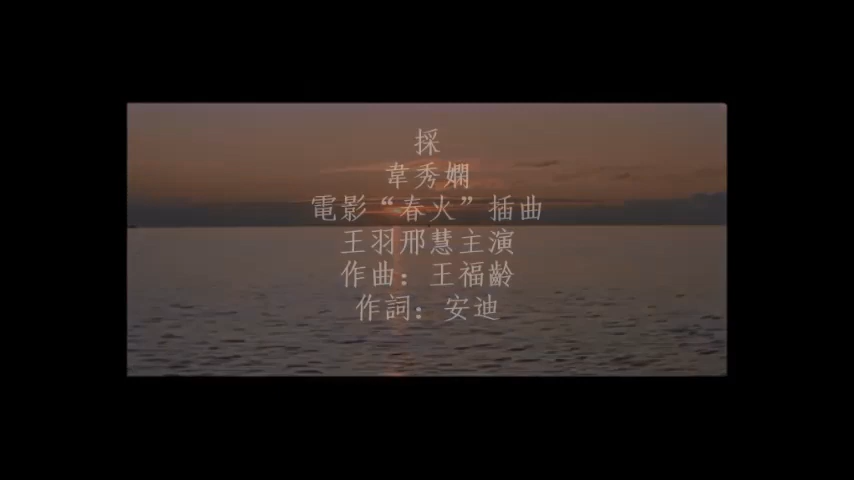 採
韋秀嫻
電影“春火”插曲
王羽邢慧主演
作曲：王福齡
作詞：安迪